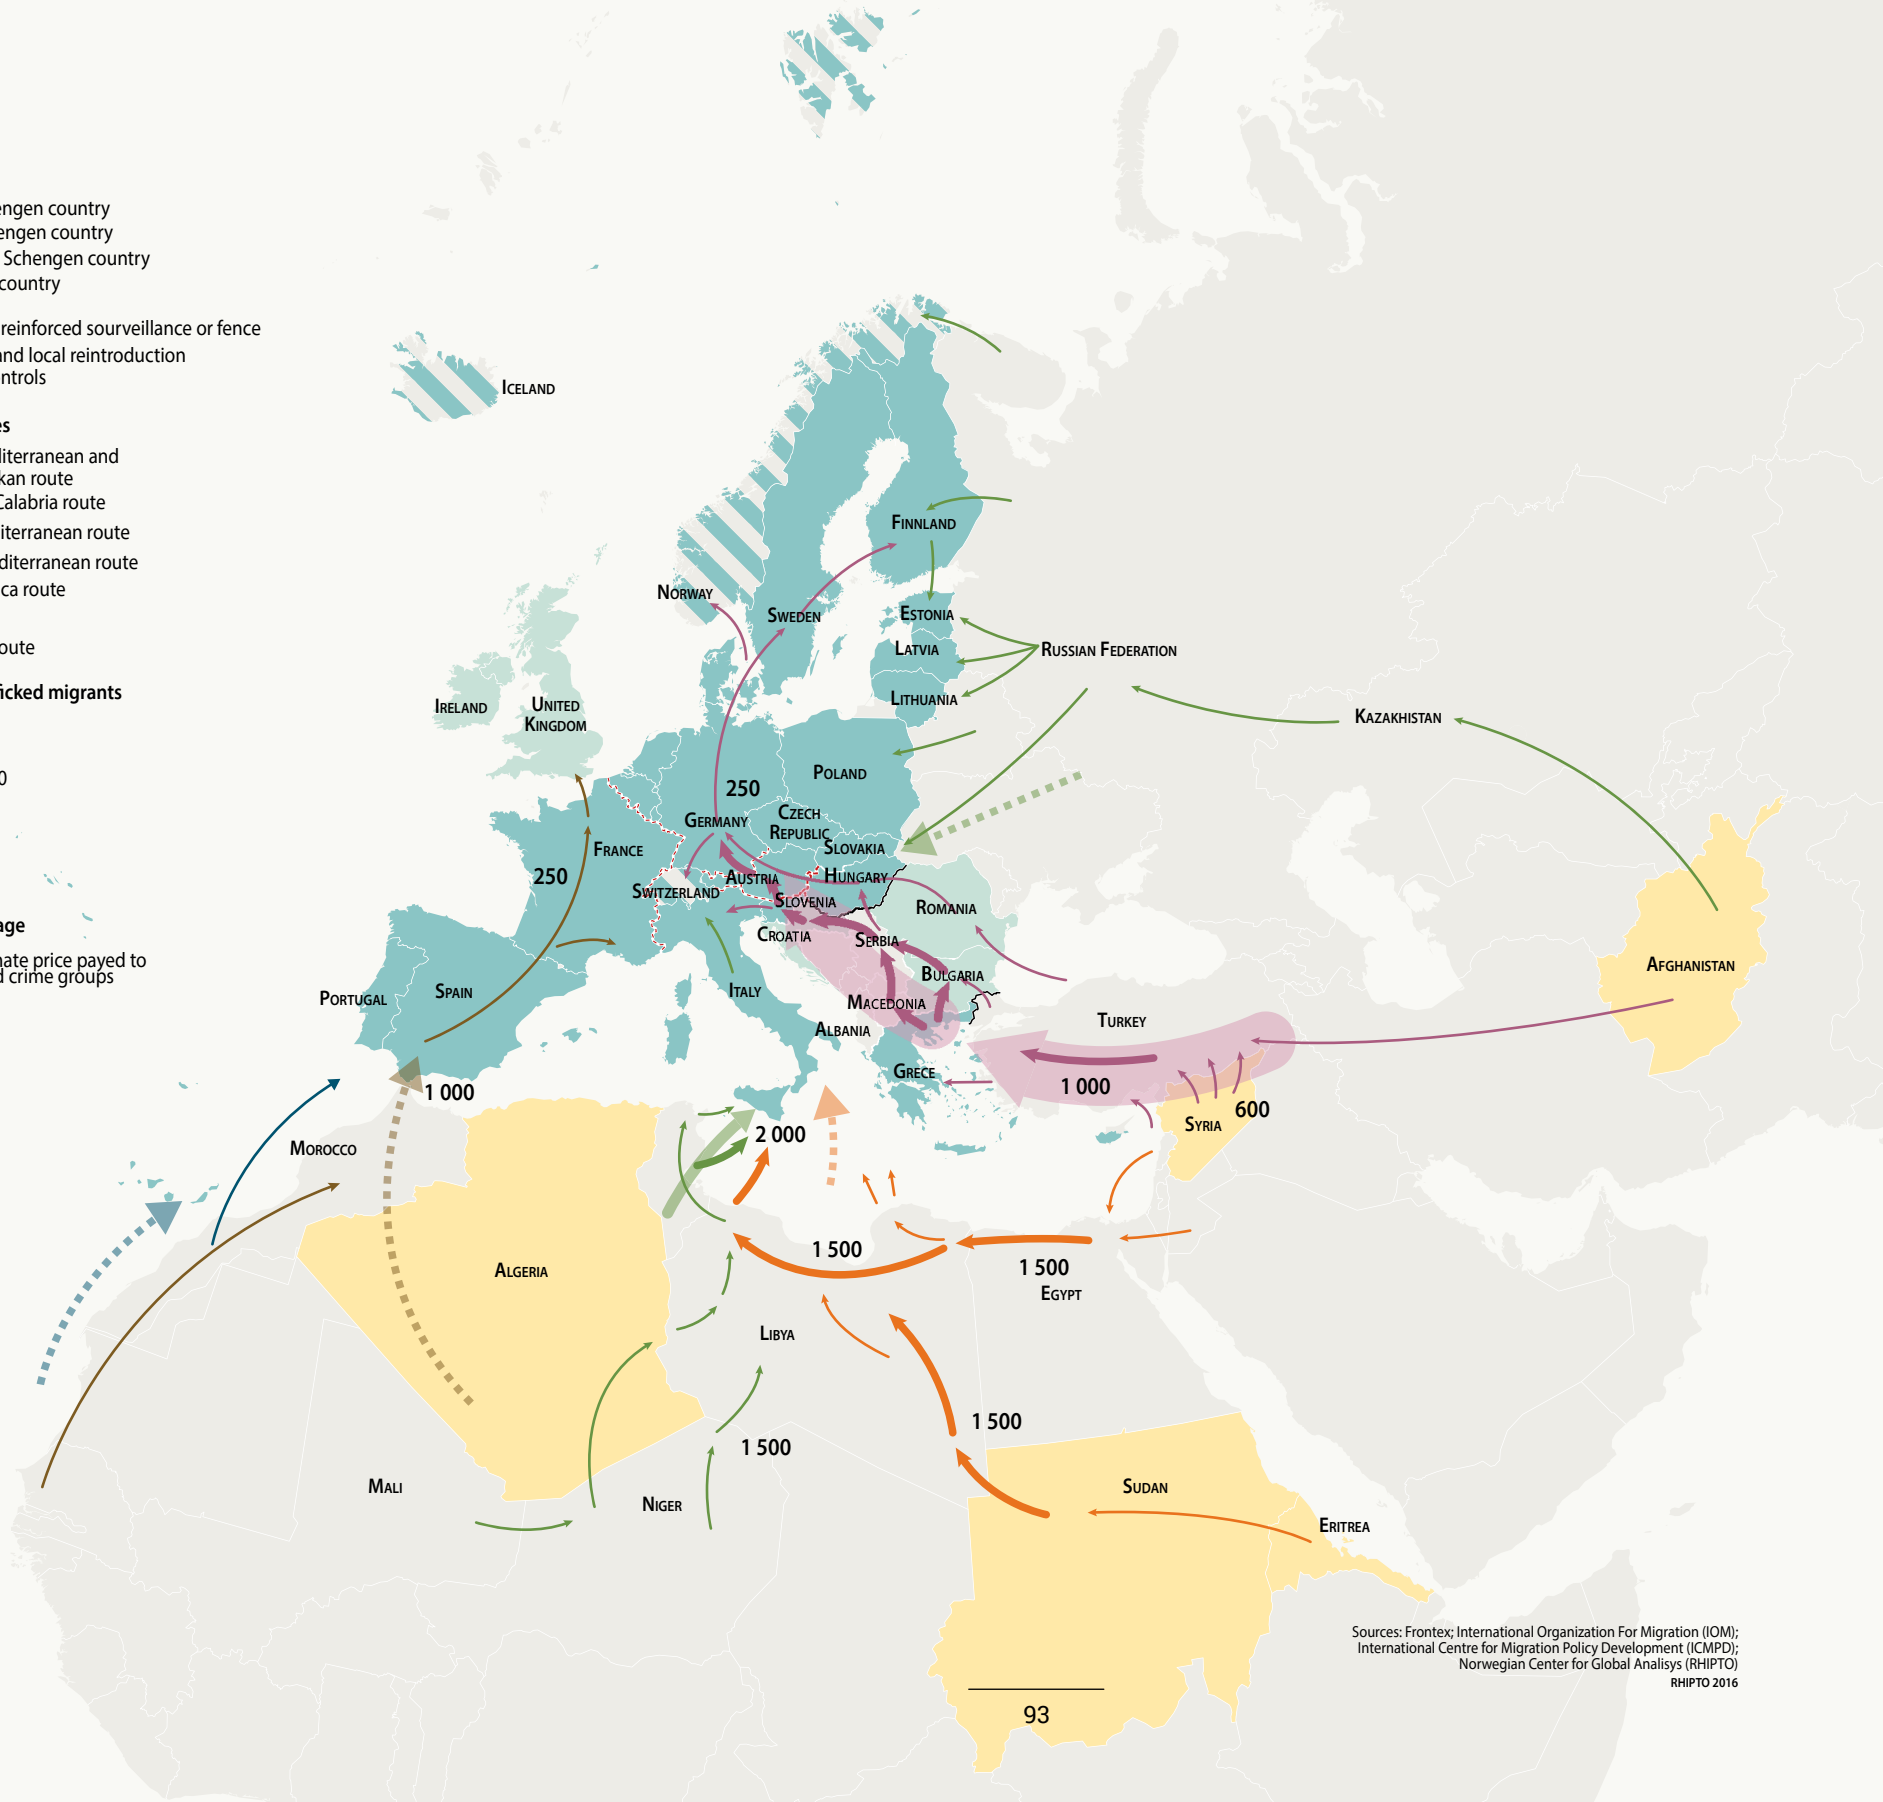 engen country
engen country
Schengen country
country
reinforced sourveillance or fence
and local reintroduction
ntrols
es
diterranean and
kan route
Calabria route
iterranean route
diterranean route
ca route
oute
ficked migrants
0
age
nate price payed to
d crime groups
ICELAND
FINNLAND
NORWAY
SWEDEN
ESTONIA
LATVIA
RUSSIAN FEDERATION
LITHUANIA
IRELAND
UNITED
KINGDOM
KAZAKHISTAN
POLAND
250
CZECH
REPUBLIC
GERMANY
SLOVAKIA
FRANCE
250
HUNGARY
AUSTRIA
SWITZERLAND
SLOVENIA
ROMANIA
CROATIA
SERBIA
BULGARIA
AFGHANISTAN
SPAIN
ITALY
PORTUGAL
MACEDONIA
ALBANIA
TURKEY
GRECE
1 000
1 000
600
SYRIA
2 000
MOROCCO
1 500
1 500
ALGERIA
EGYPT
LIBYA
1 500
1 500
MALI
NIGER
SUDAN
ERITREA
Sources: Frontex; International Organization For Migration (IOM);
International Centre for Migration Policy Development (ICMPD);
Norwegian Center for Global Analisys (RHIPTO)
RHIPTO 2016
93